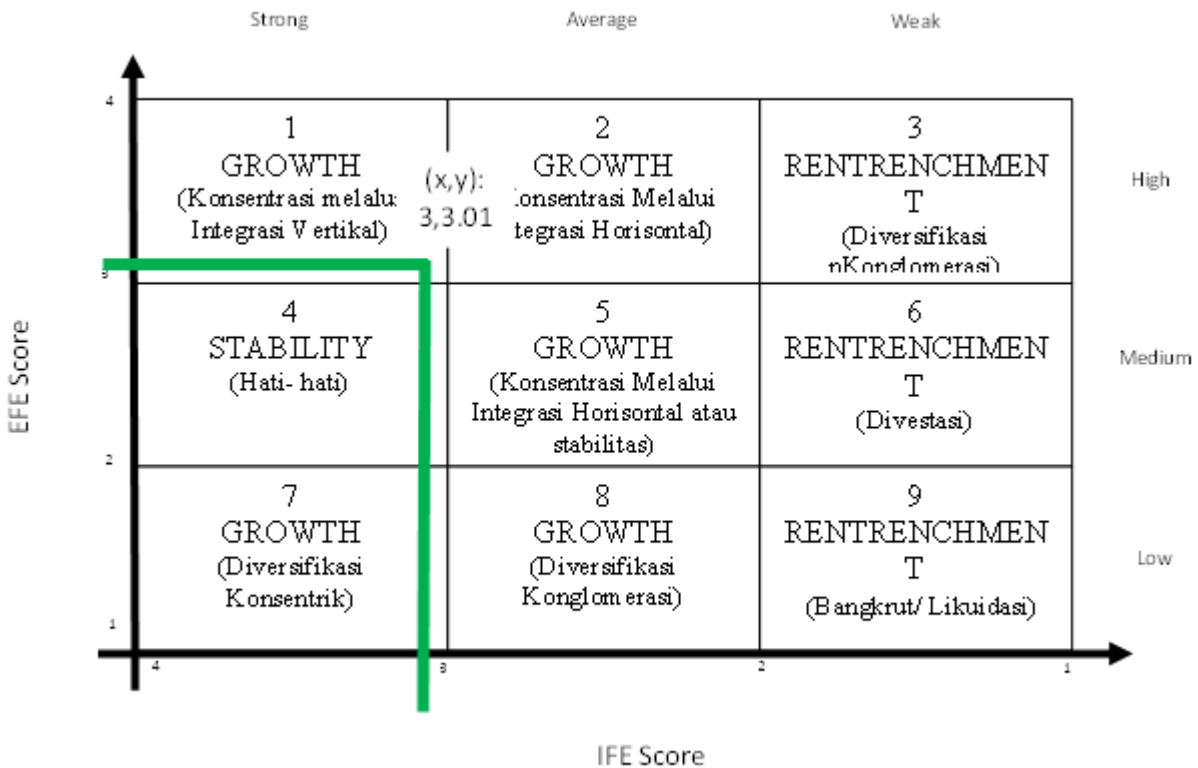 Strong
Average
Weak
4
1
GROWTH
(Konsentrasi melalui
Integrasi Vertikal)
(x,y):
3,3.01
2
GROWTH
onsentrasi Melalui
tegrasi Horisontal)
3
RENTRENCHMEN
T
(Diversifikasi
nKonglomerasi)
High
3
4
STABILITY
(Hati- hati)
5
GROWTH
(Konsentrasi Melalui
Integrasi Horisontal atau
stabilitas)
6
RENTRENCHMEN
T
(Divestasi)
Medium
EFE Score
2
7
GROWTH
(Diversifikasi
Konsentrik)
8
GROWTH
(Diversifikasi
Konglomerasi)
9
RENTRENCHMEN
T
(Bangkrut/ Likuidasi)
Low
1
4
3
2
1
IFE Score